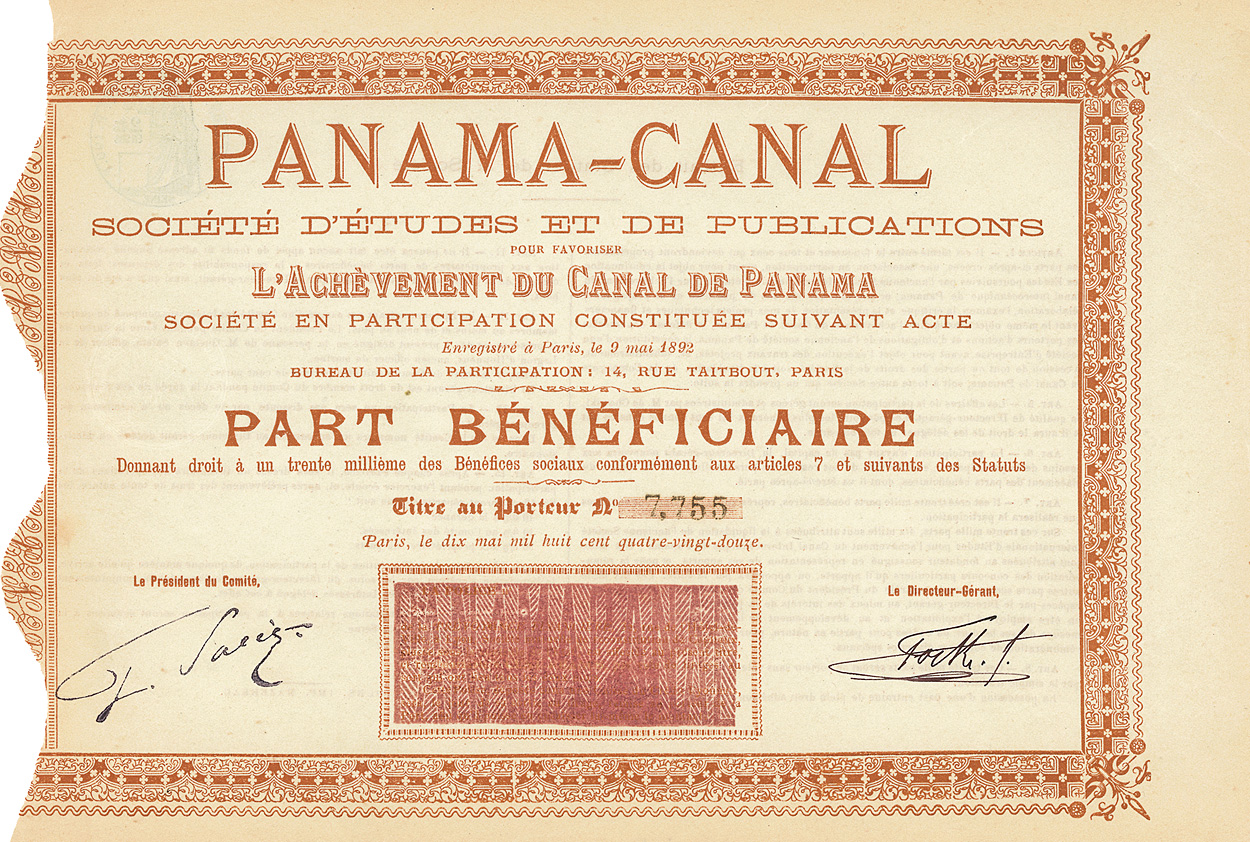 PANAMA-CANAL
SOCIÉTÉ D'ÉTUDES ET DE PUBLICATIONS
POUR FAVORISER
L'ACHÈVEMENT DU CANAL DE PANAMA
SOCIÉTÉ EN PARTICIPATION CONSTITUÉE SUIVANT ACTE
Enregistré à Paris, le 9 mai 1892
BUREAU DE LA PARTICIPATION: 14, RUE TAITBOUT, PARIS
PART BÉNÉFICIAIRE
Donnant droit à un trente millième des Bénéfices sociaux conformément aux articles 7 et suivants des Statuts
Titre au Porteur No 7,755
Paris, le dix mai mil huit cent quatre-vingt-douze.
Le Président du Comité,
Le Directeur-Gérant,